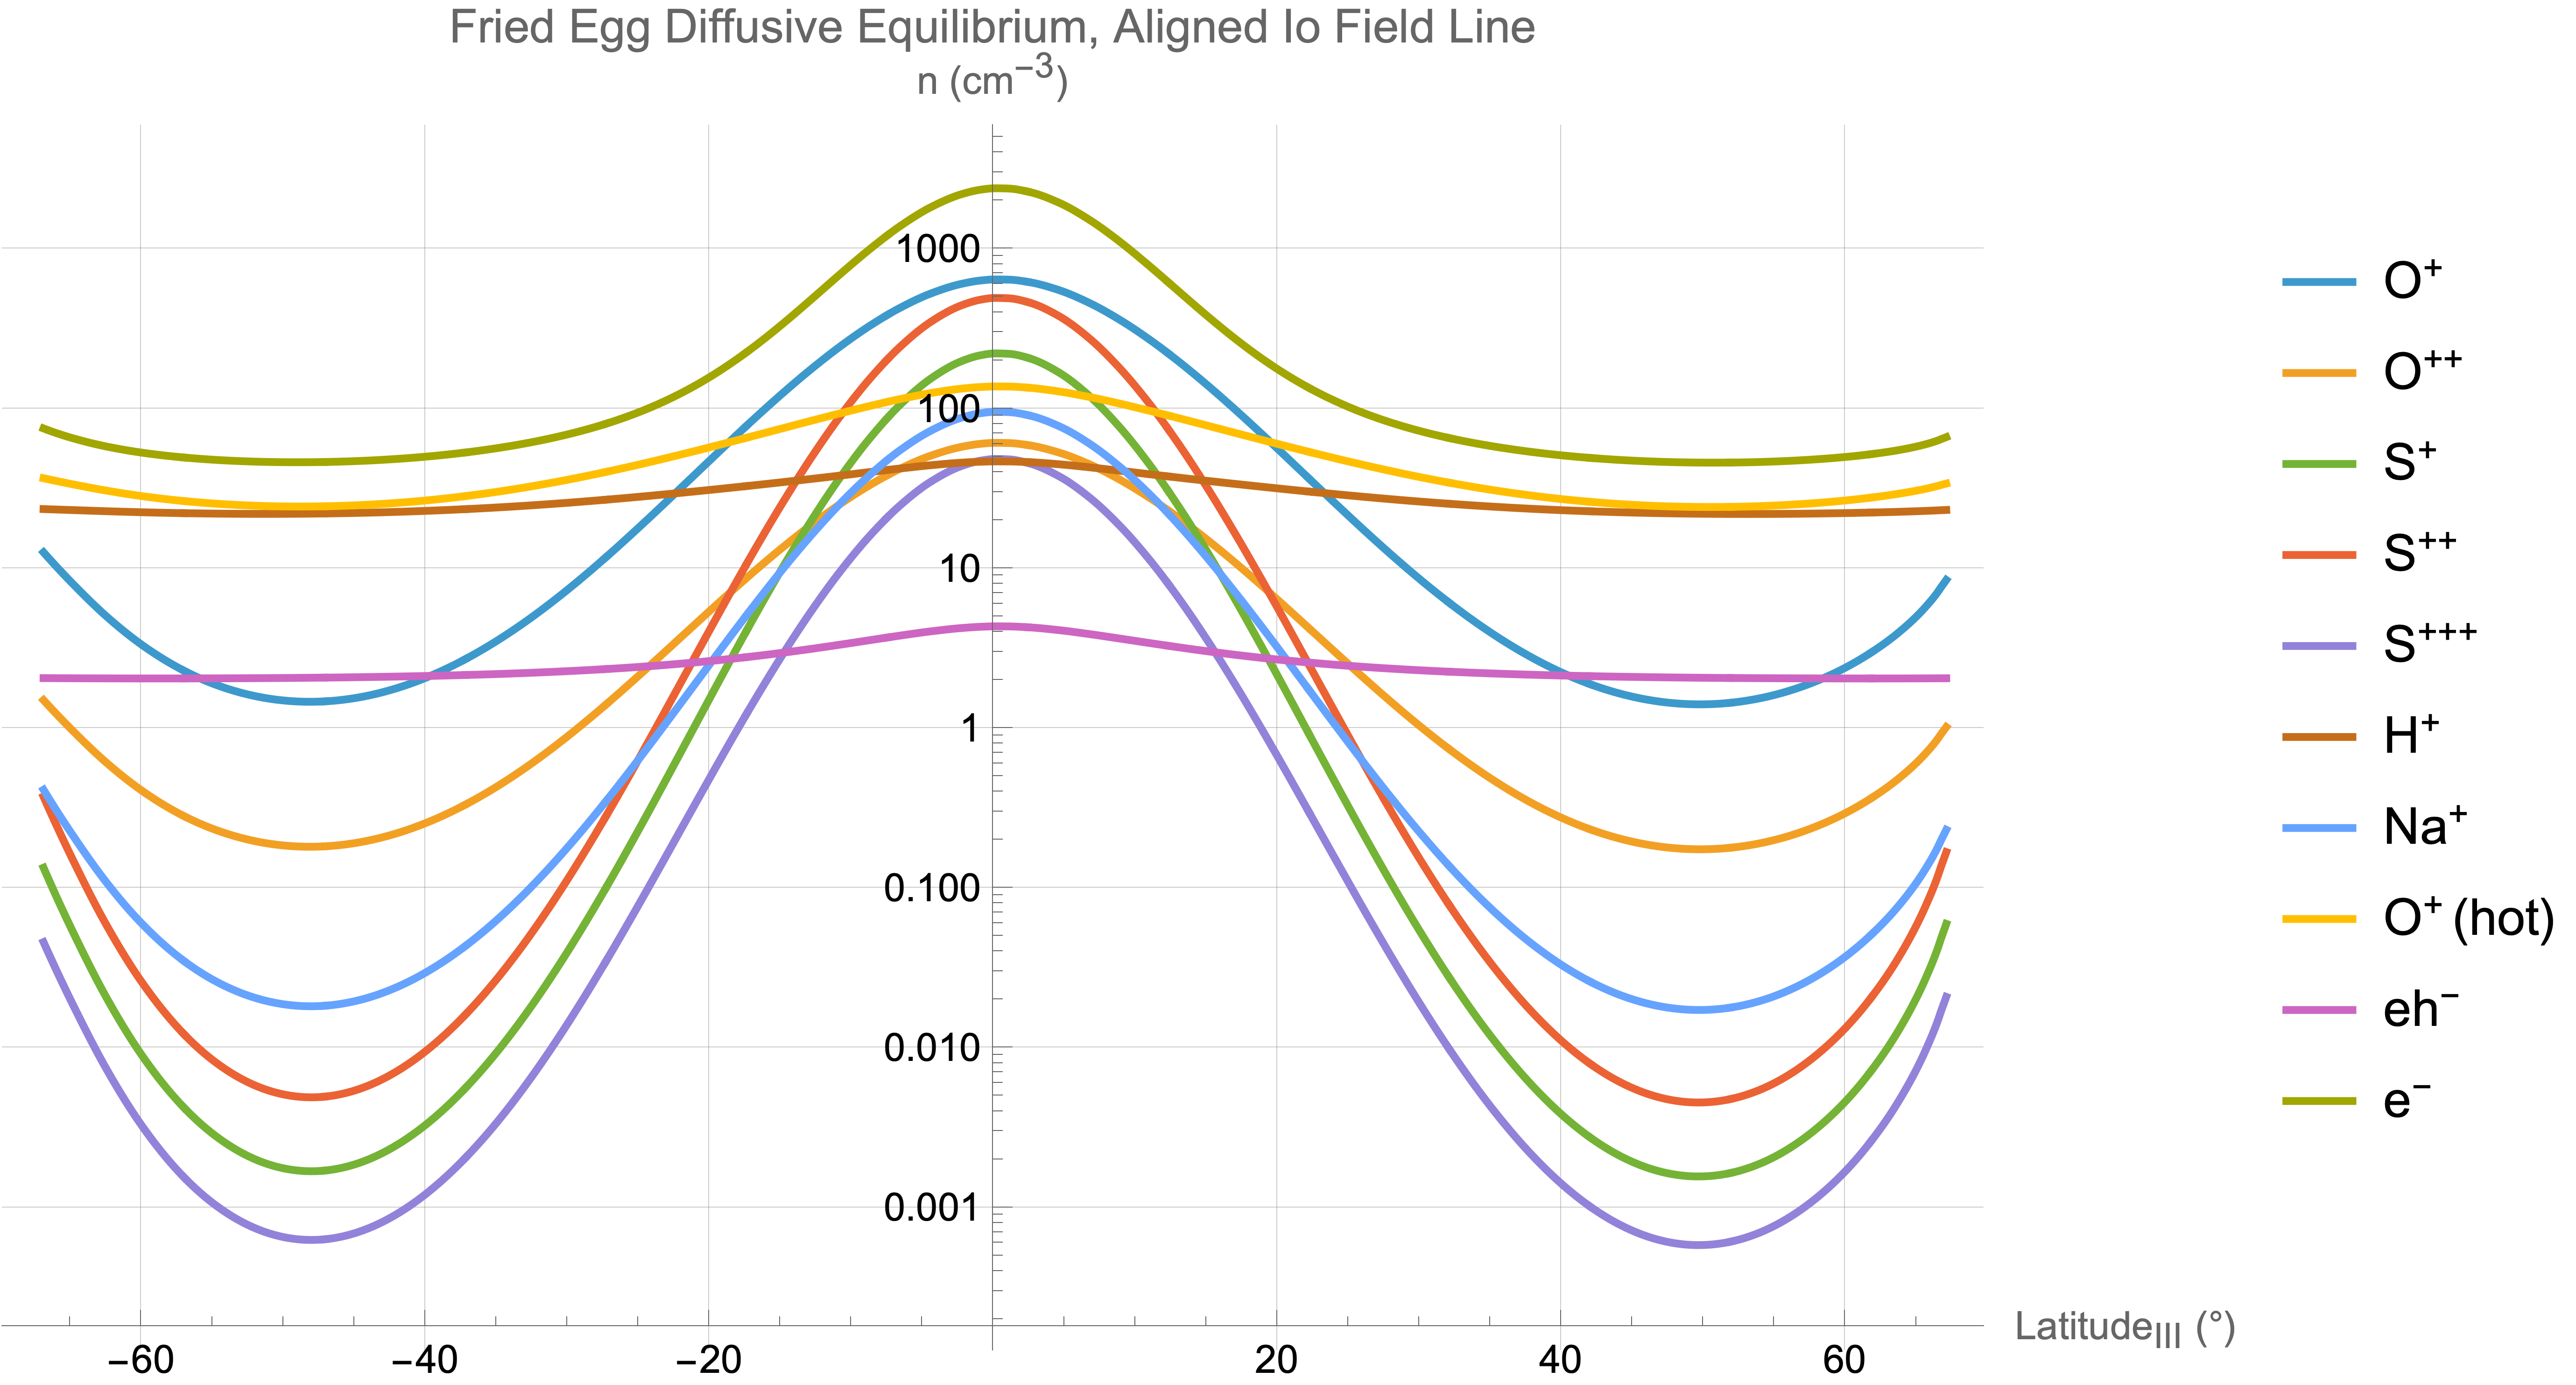 Fried Egg Diffusive Equilibrium, Aligned Io Field Line
n (cm⁻³)
1000
100
10
1
0.100
0.010
0.001
−60 −40 −20 20 40 60
Latitude_III (°)
O⁺
O⁺⁺
S⁺
S⁺⁺
S⁺⁺⁺
H⁺
Na⁺
O⁺ (hot)
eh⁻
e⁻